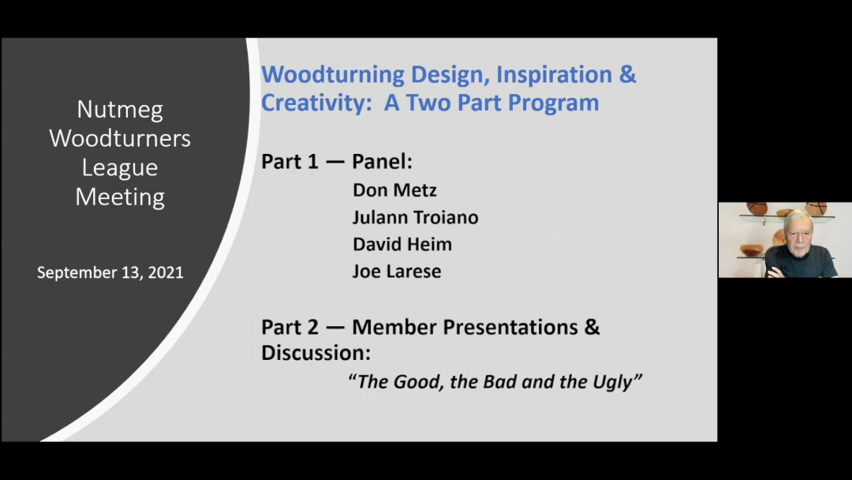 Nutmeg
Woodturners
League
Meeting
September 13, 2021
Woodturning Design, Inspiration &
Creativity: A Two Part Program
Part 1 — Panel:
Don Metz
Julann Troiano
David Heim
Joe Larese
Part 2 — Member Presentations &
Discussion:
“The Good, the Bad and the Ugly”